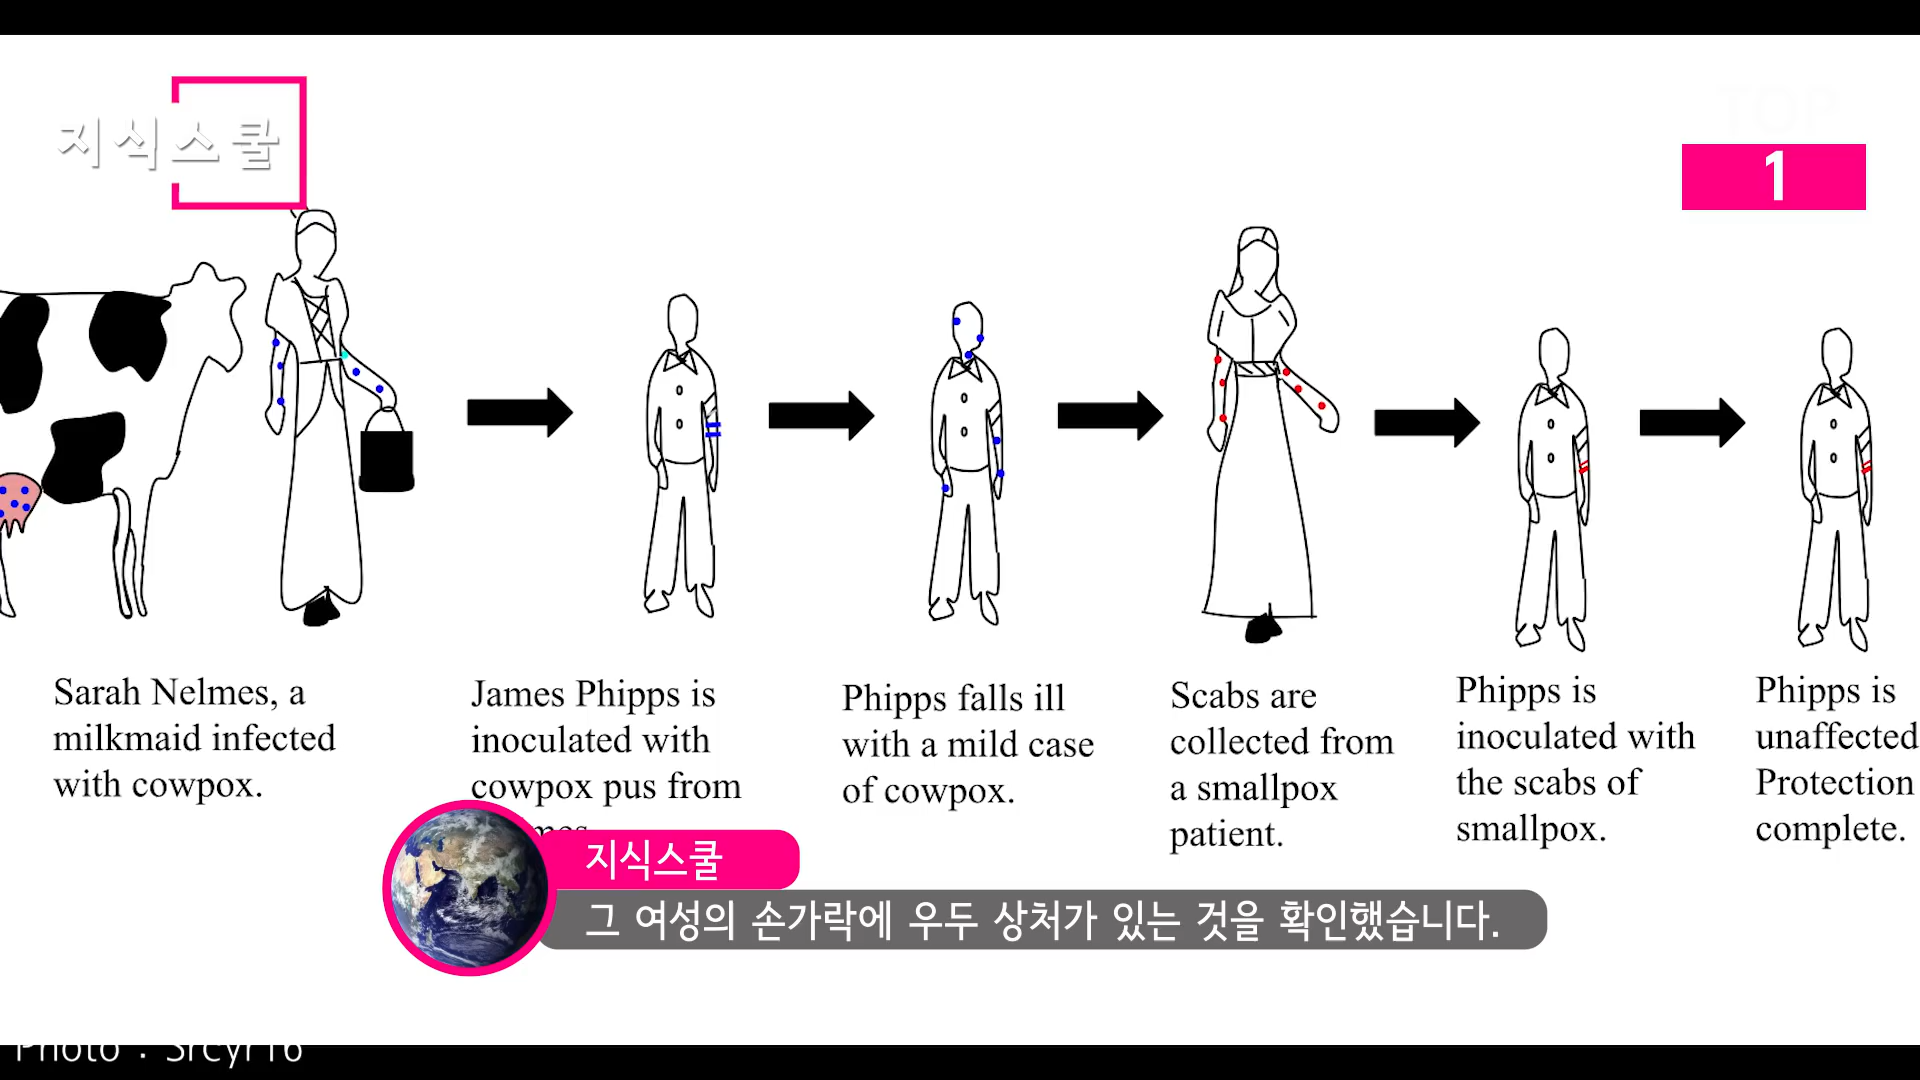 지식스쿨
TOP
1
Sarah Nelmes, a
milkmaid infected
with cowpox.
James Phipps is
inoculated with
cowpox pus from
Phipps falls ill
with a mild case
of cowpox.
Scabs are
collected from
a smallpox
patient.
Phipps is
inoculated with
the scabs of
smallpox.
Phipps is
unaffected
Protection
complete.
지식스쿨
그 여성의 손가락에 우두 상처가 있는 것을 확인했습니다.
Photo : Srcyr16